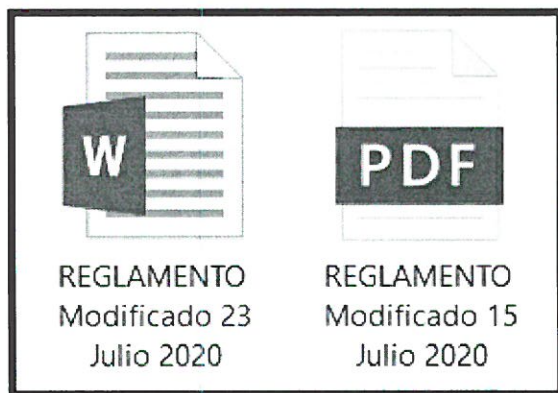 W
PDF
REGLAMENTO
Modificado 23
Julio 2020
REGLAMENTO
Modificado 15
Julio 2020